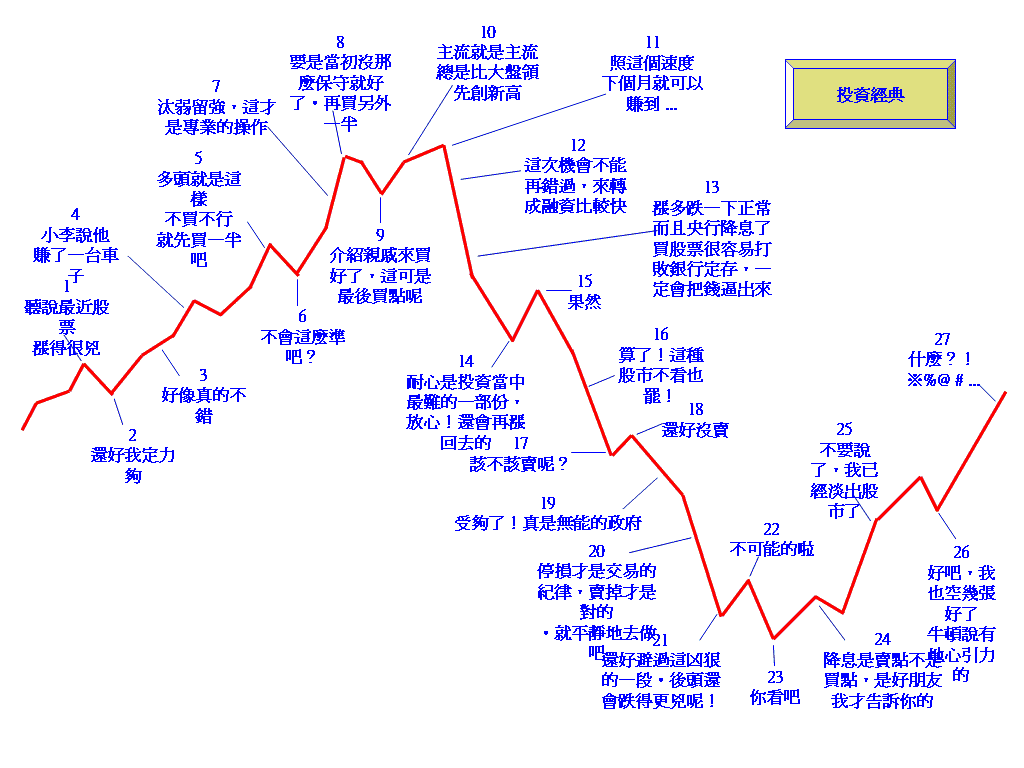 投資經典
1
聽說最近股
票
漲得很兇
2
還好我定力
夠
3
好像真的不
錯
4
小李說他
賺了一台車
子
5
多頭就是這
樣
不買不行
就先買一半
吧
6
不會這麼準
吧？
7
汰弱留強，這才
是專業的操作
8
要是當初沒那
麼保守就好
了。再買另外
一半
9
介紹親戚來買
好了，這可是
最後買點呢
10
主流就是主流
總是比大盤領
先創新高
11
照這個速度
下個月就可以
賺到 ...
12
這次機會不能
再錯過，來轉
成融資比較快
13
漲多跌一下正常
而且央行降息了
買股票很容易打
敗銀行定存，一
定會把錢逼出來
14
耐心是投資當中
最難的一部份，
放心！還會再漲
回去的
15
果然
16
算了！這種
股市不看也
罷！
17
該不該賣呢？
18
還好沒賣
19
受夠了！真是無能的政府
20
停損才是交易的
紀律，賣掉才是
對的
。就平靜地去做
吧
21
還好避過這凶狠
的一段。後頭還
會跌得更兇呢！
22
不可能的啦
23
你看吧
24
降息是賣點不是
買點，是好朋友
我才告訴你的
25
不要說
了，我已
經淡出股
市了
26
好吧，我
也空幾張
好了
牛頓說有
地心引力
的
27
什麼？！
※%@ # ...